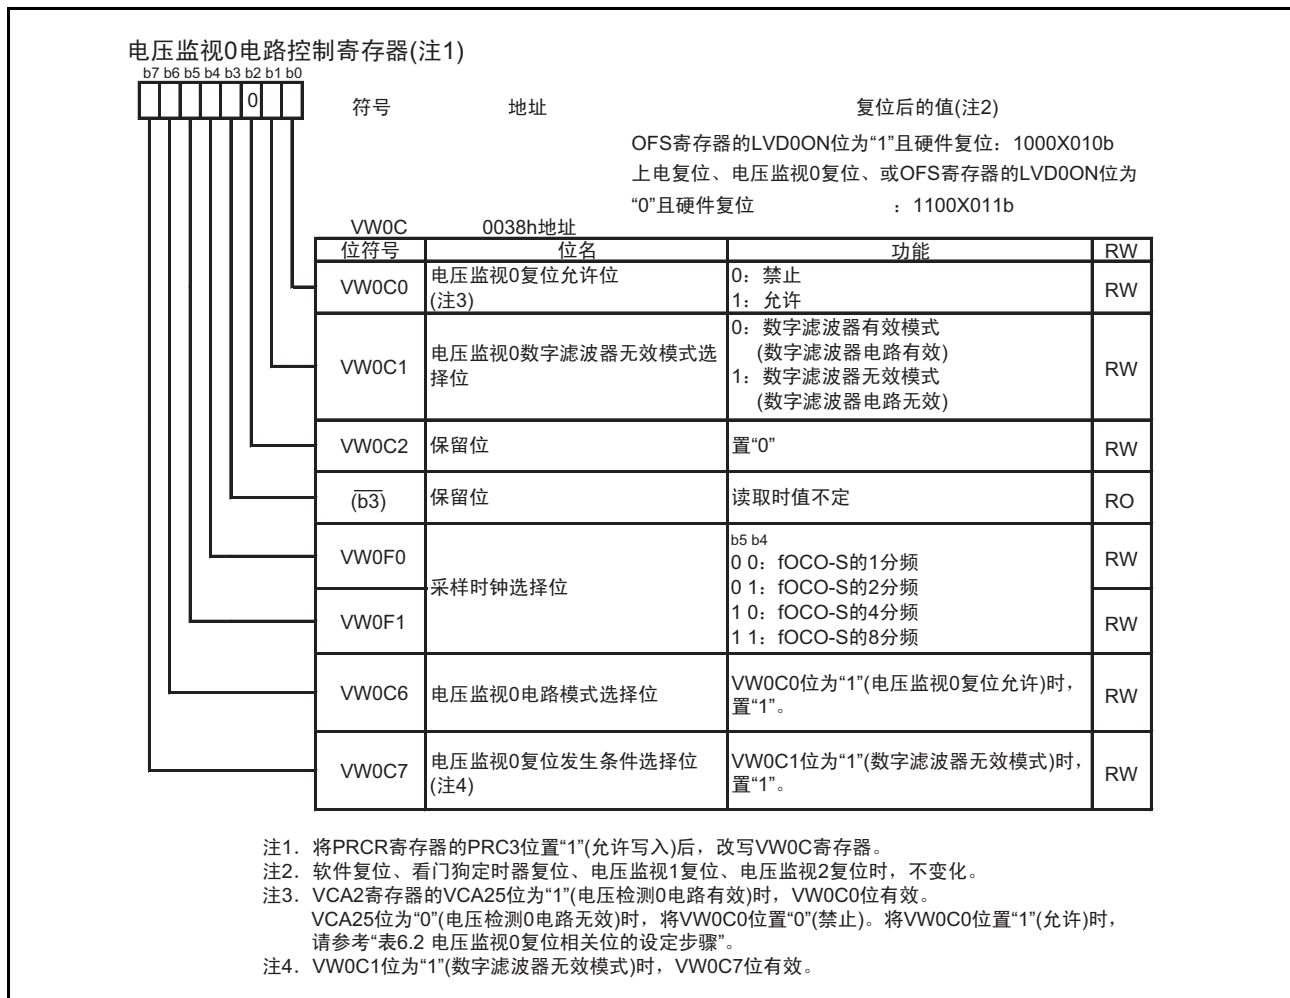 电压监视0电路控制寄存器(注1)
b7 b6 b5 b4 b3 b2 b1 b0
0
符号 地址 复位后的值(注2)
OFS寄存器的LVD0ON位为“1”且硬件复位：1000X010b
上电复位、电压监视0复位、或OFS寄存器的LVD0ON位为
“0”且硬件复位 ：1100X011b
VW0C 0038h地址
位符号 位名 功能 RW
VW0C0 电压监视0复位允许位
(注3)
0：禁止
1：允许
RW
VW0C1 电压监视0数字滤波器无效模式选
择位
0：数字滤波器有效模式
(数字滤波器电路有效)
1：数字滤波器无效模式
(数字滤波器电路无效)
RW
VW0C2 保留位 置“0” RW
(b3) 保留位 读取时值不定 RO
VW0F0 RW
采样时钟选择位
b5 b4
0 0：fOCO-S的1分频
0 1：fOCO-S的2分频
1 0：fOCO-S的4分频
1 1：fOCO-S的8分频
VW0F1 RW
VW0C6 电压监视0电路模式选择位 VW0C0位为“1”(电压监视0复位允许)时，
置“1”。
RW
VW0C7 电压监视0复位发生条件选择位
(注4)
VW0C1位为“1”(数字滤波器无效模式)时，
置“1”。
RW
注1. 将PRCR寄存器的PRC3位置“1”(允许写入)后，改写VW0C寄存器。
注2. 软件复位、看门狗定时器复位、电压监视1复位、电压监视2复位时，不变化。
注3. VCA2寄存器的VCA25位为“1”(电压检测0电路有效)时，VW0C0位有效。
VCA25位为“0”(电压检测0电路无效)时，将VW0C0位置“0”(禁止)。将VW0C0位置“1”(允许)时，
请参考“表6.2 电压监视0复位相关位的设定步骤”。
注4. VW0C1位为“1”(数字滤波器无效模式)时，VW0C7位有效。